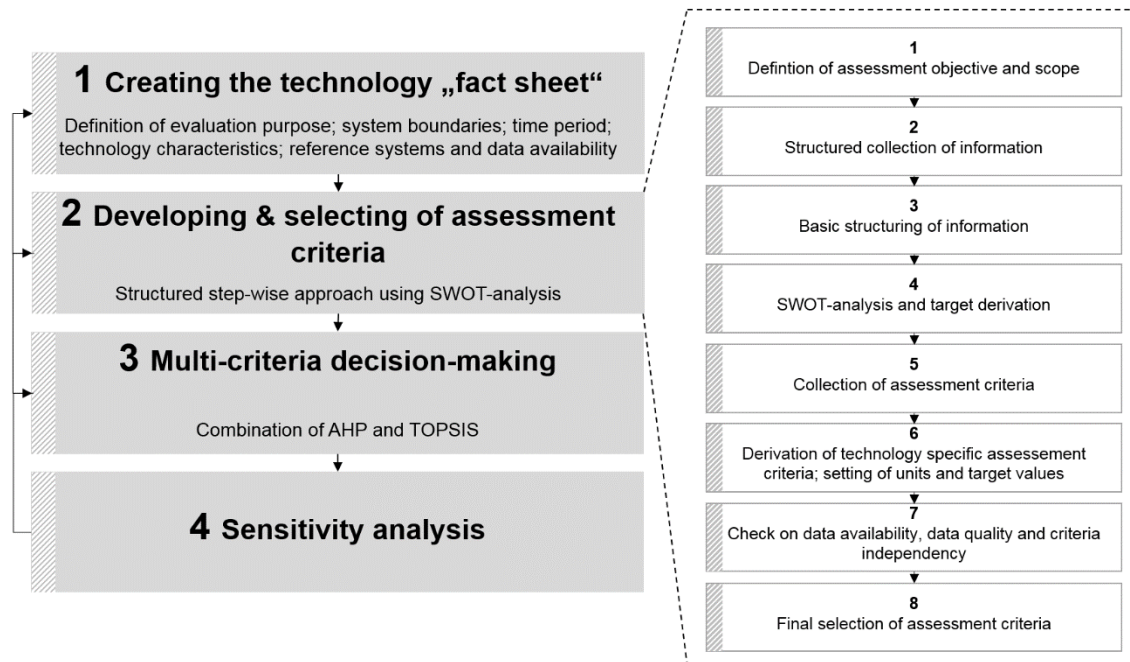 1 Creating the technology „fact sheet“
Definition of evaluation purpose; system boundaries; time period;
technology characteristics; reference systems and data availability
2 Developing & selecting of assessment
criteria
Structured step-wise approach using SWOT-analysis
3 Multi-criteria decision-making
Combination of AHP and TOPSIS
4 Sensitivity analysis
1
Defintion of assessment objective and scope
2
Structured collection of information
3
Basic structuring of information
4
SWOT-analysis and target derivation
5
Collection of assessment criteria
6
Derivation of technology specific assessement
criteria; setting of units and target values
7
Check on data availability, data quality and criteria
independency
8
Final selection of assessment criteria